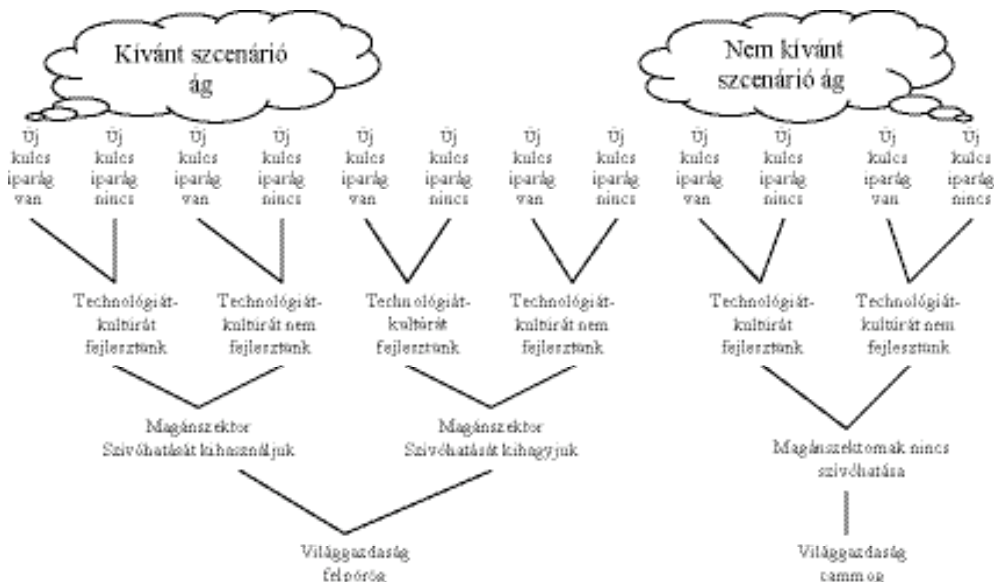 Kívánt szcenárió
ág
Nem kívánt
szcenárió ág
Új
kulcs
iparág
van
Új
kulcs
iparág
nincs
Új
kulcs
iparág
van
Új
kulcs
iparág
nincs
Új
kulcs
iparág
van
Új
kulcs
iparág
nincs
Új
kulcs
iparág
van
Új
kulcs
iparág
nincs
Új
kulcs
iparág
van
Új
kulcs
iparág
nincs
Új
kulcs
iparág
van
Új
kulcs
iparág
nincs
Technológiát-
kultúrát
fejlesztünk
Technológiát-
kultúrát nem
fejlesztünk
Technológiát-
kultúrát
fejlesztünk
Technológiát-
kultúrát nem
fejlesztünk
Technológiát-
kultúrát
fejlesztünk
Technológiát-
kultúrát nem
fejlesztünk
Magánszektor
Szívóhatását kihasználjuk
Magánszektor
Szívóhatását kihagyjuk
Magánszektornak nincs
szívóhatása
Világgazdaság
felpörög
Világgazdaság
cammog